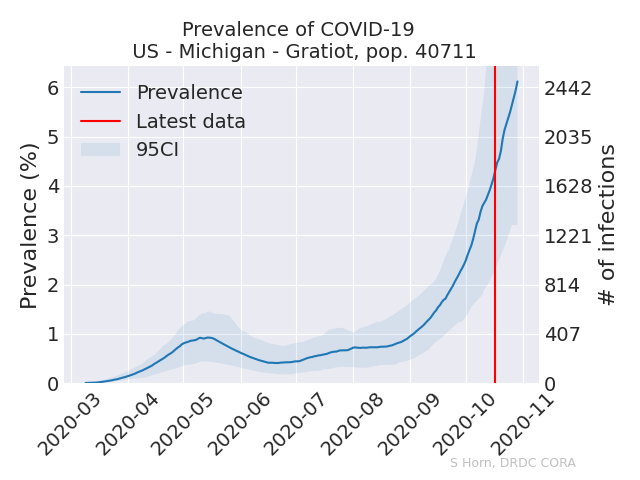 Prevalence of COVID-19
US - Michigan - Gratiot, pop. 40711
Prevalence
Latest data
95CI
Prevalence (%)
6
5
4
3
2
1
0
2442
2035
1628
1221
814
407
0
# of infections
2020-03
2020-04
2020-05
2020-06
2020-07
2020-08
2020-09
2020-10
2020-11
S Horn, DRDC CORA